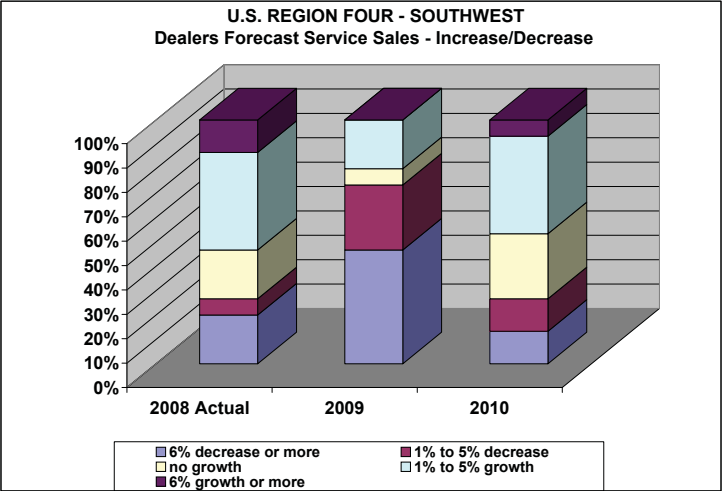 U.S. REGION FOUR - SOUTHWEST
Dealers Forecast Service Sales - Increase/Decrease
100%
90%
80%
70%
60%
50%
40%
30%
20%
10%
0%
2008 Actual 2009 2010
6% decrease or more 1% to 5% decrease
no growth 1% to 5% growth
6% growth or more